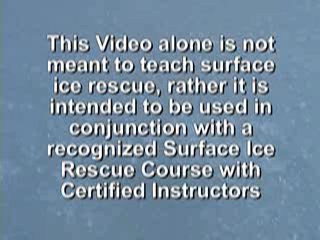 This Video alone is not
meant to teach surface
ice rescue, rather it is
intended to be used in
conjunction with a
recognized Surface Ice
Rescue Course with
Certified Instructors